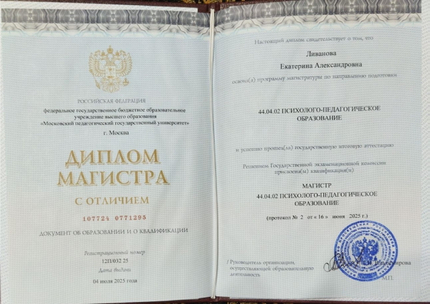 РОССИЙСКАЯ ФЕДЕРАЦИЯ
федеральное государственное бюджетное образовательное
учреждение высшего образования
«Московский педагогический государственный университет»
г. Москва
ДИПЛОМ
МАГИСТРА
С ОТЛИЧИЕМ
107724 0771298
ДОКУМЕНТ ОБ ОБРАЗОВАНИИ И О КВАЛИФИКАЦИИ
Регистрационный номер
Дата выдачи
04 июля 2025 года
Настоящий диплом свидетельствует о том, что
Диванова
Екатерина Александровна
освоил(а) программу магистратуры по направлению подготовки
44.04.02 ПСИХОЛОГО-ПЕДАГОГИЧЕСКОЕ
ОБРАЗОВАНИЕ
и успешно прошел(а) государственную итоговую аттестацию
Решением Государственной экзаменационной комиссии
присвоена(ы) квалификация(и)
МАГИСТР
44.04.02 ПСИХОЛОГО-ПЕДАГОГИЧЕСКОЕ
ОБРАЗОВАНИЕ
(протокол № 2 от «16» июня 2025 г.)
Руководитель организации,
осуществляющей образовательную
деятельность
М.П.